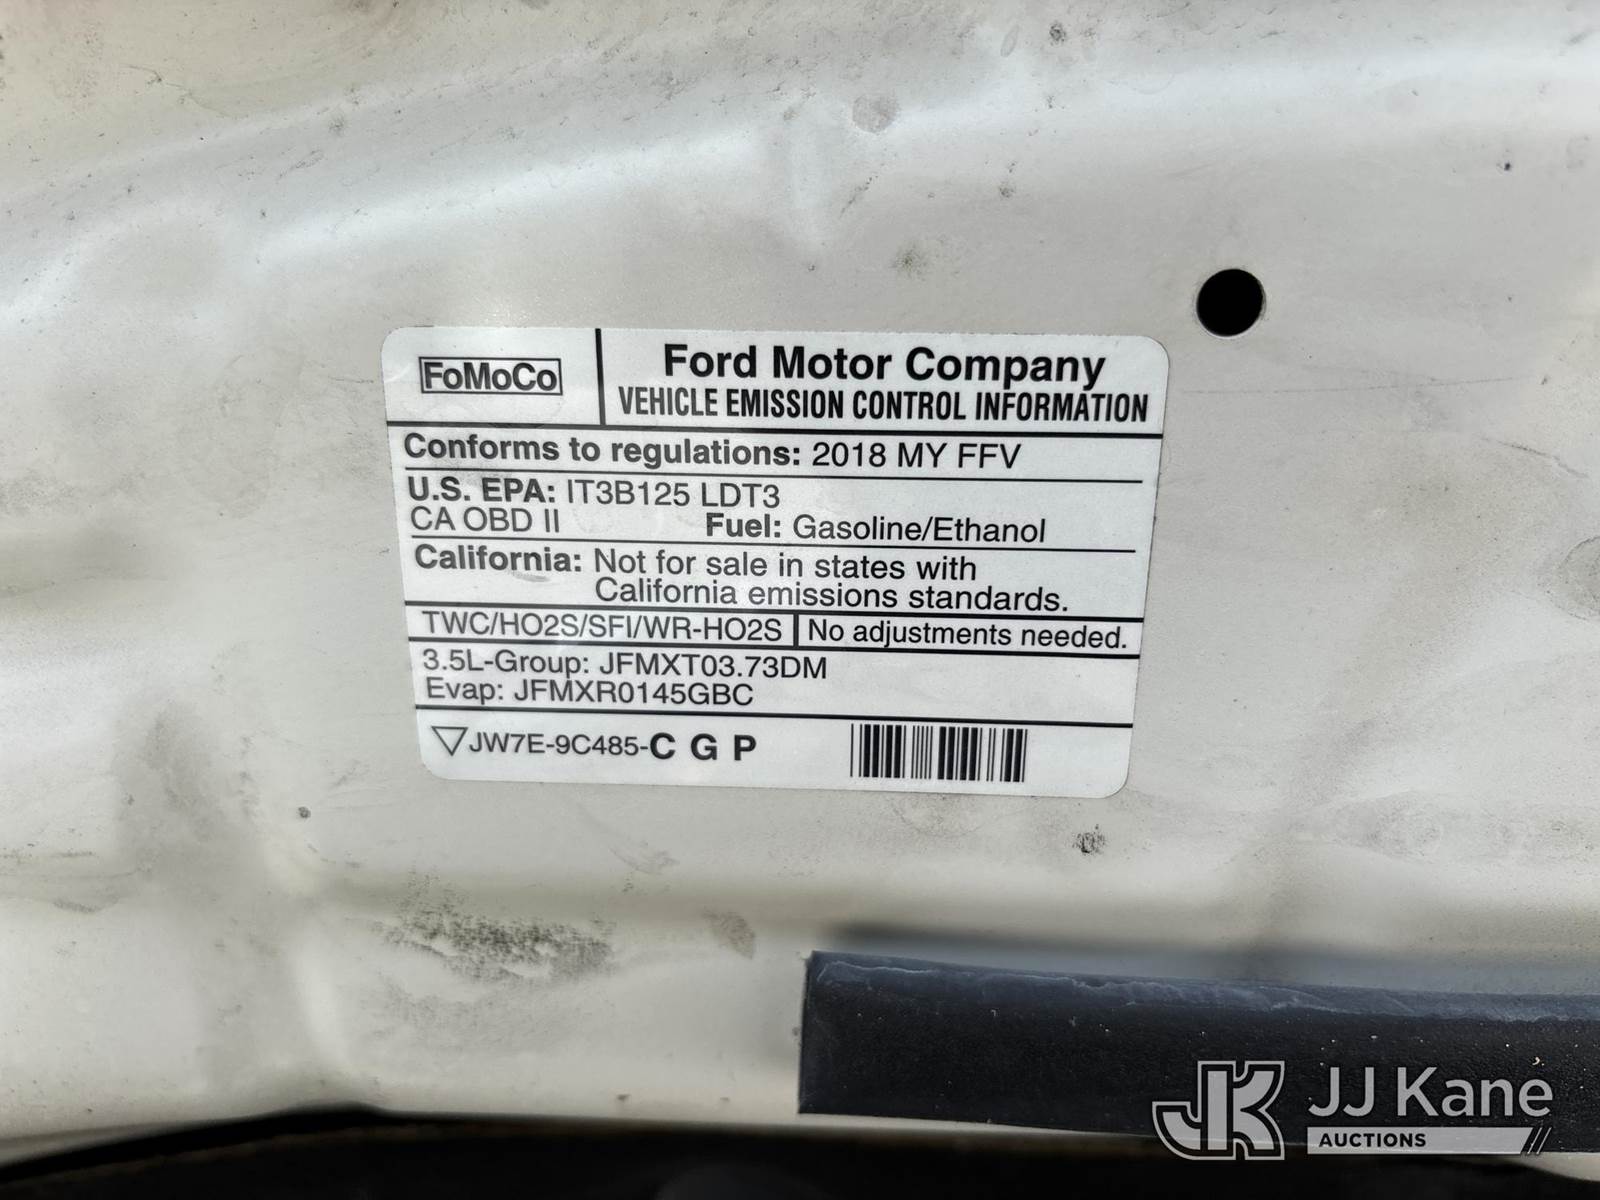 FoMoCo
Ford Motor Company
VEHICLE EMISSION CONTROL INFORMATION
Conforms to regulations: 2018 MY FFV
U.S. EPA: IT3B125 LDT3
CA OBD II Fuel: Gasoline/Ethanol
California: Not for sale in states with
California emissions standards.
TWC/HO2S/SFI/WR-HO2S No adjustments needed.
3.5L-Group: JFMXT03.73DM
Evap: JFMXR0145GBC
JW7E-9C485-C G P
JK JJ Kane
AUCTIONS